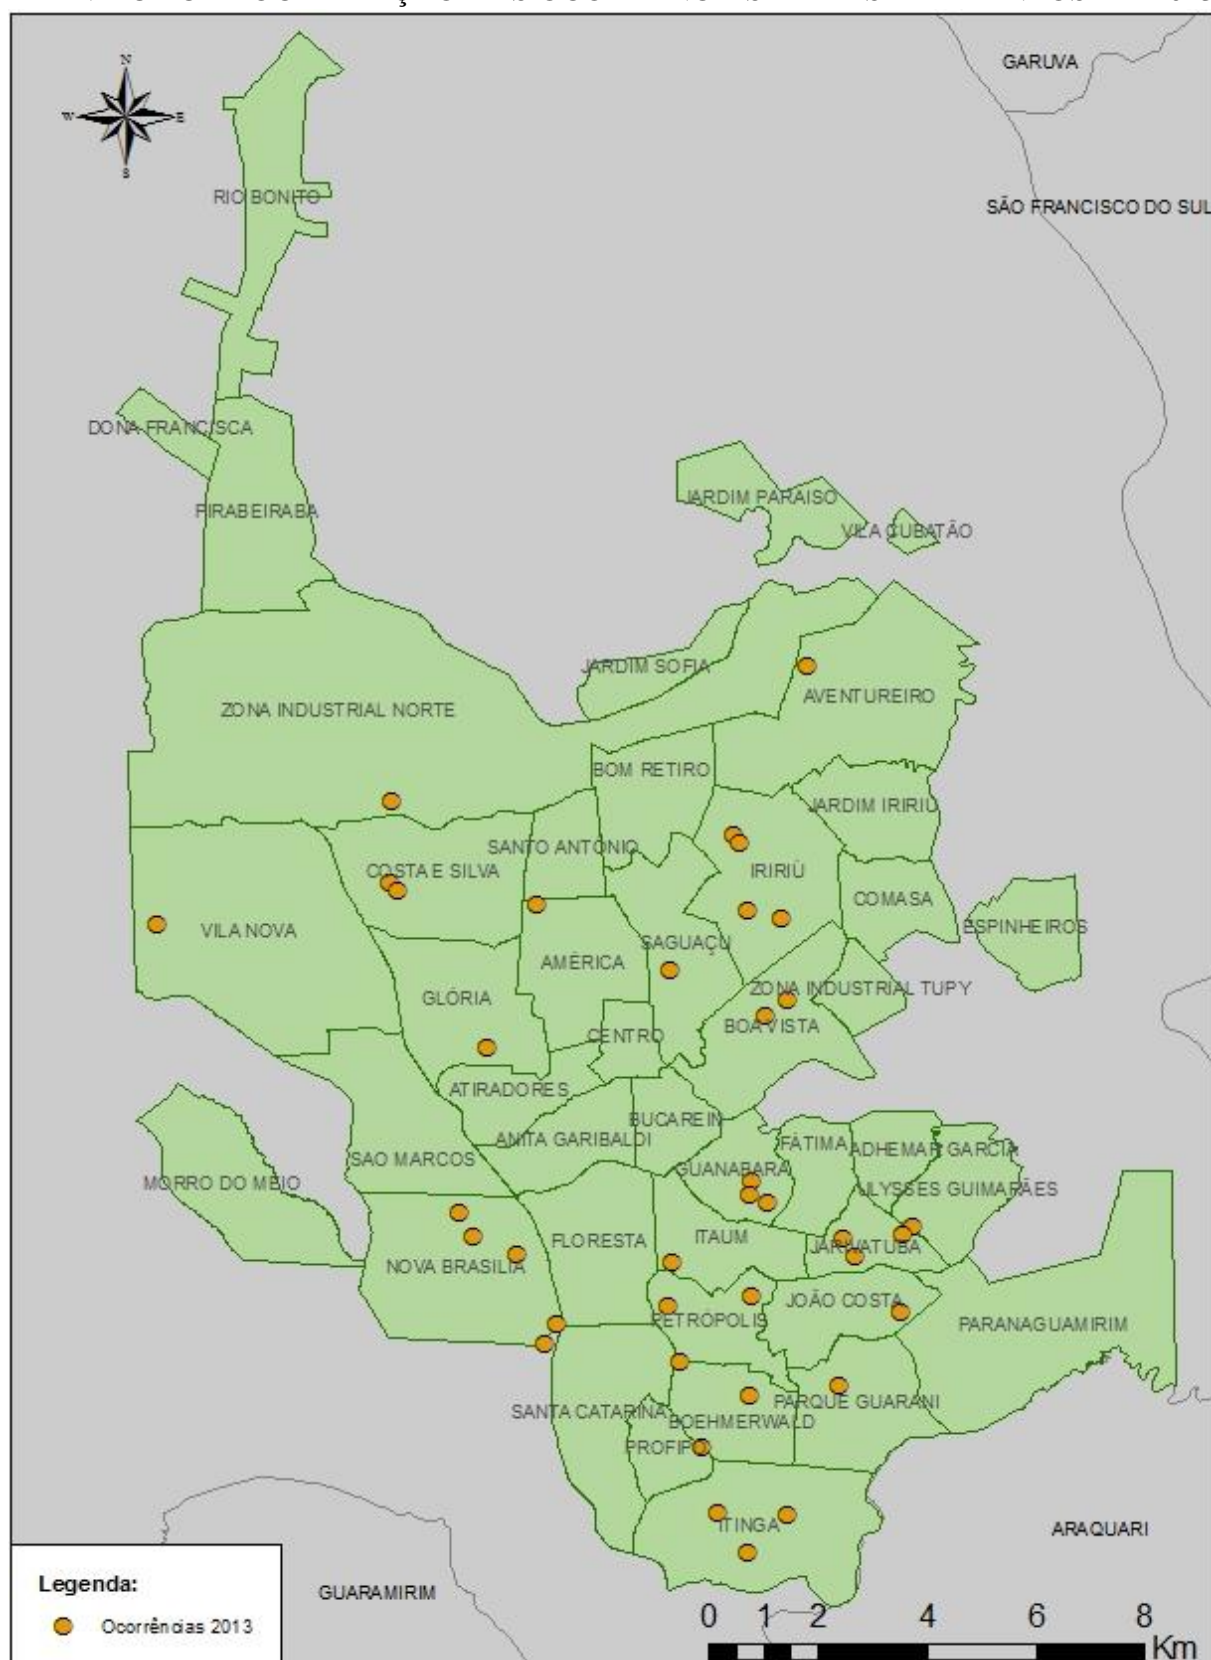 GARUVA
N
W
E
S
RIO BONITO
SÃO FRANCISCO DO SUL
DONA FRANCISCA
PIRABEIRABA
JARDIM PARAISO
VILA CUBATÃO
JARDIM SOFIA
AVENTUREIRO
ZONA INDUSTRIAL NORTE
BOM RETIRO
JARDIM IRIRIÚ
SANTO ANTÔNIO
COSTA E SILVA
IRIRIÚ
COMASA
VILA NOVA
ESPINHEIROS
SAGUAÇU
AMÉRICA
ZONA INDUSTRIAL TUPY
GLÓRIA
BOA VISTA
CENTRO
ATIRADORES
BUCAREIN
ANITA GARIBALDI
FÁTIMA
ADHEMAR GARCIA
SAO MARCOS
GUANABARA
MORRO DO MEIO
ULYSSES GUIMARÃES
ITAUM
FLORESTA
JARIVATUBA
NOVA BRASILIA
JOÃO COSTA
PETRÓPOLIS
PARANAGUAMIRIM
PARQUE GUARANI
SANTA CATARINA
BOEHMERWALD
PROFIPO
ITINGA
ARAQUARI
GUARAMIRIM
Legenda:
Ocorrências 2013
0 1 2 4 6 8
Km